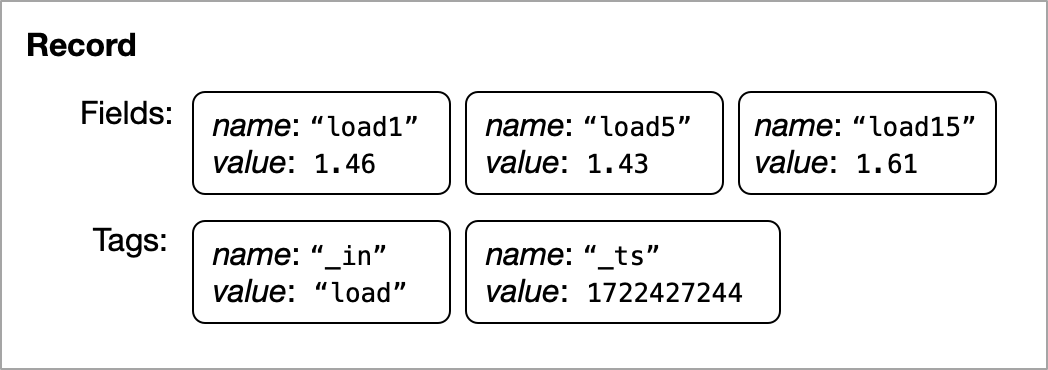 Record
Fields:
name: “load1”
value: 1.46
name: “load5”
value: 1.43
name: “load15”
value: 1.61
Tags:
name: “_in”
value: “load”
name: “_ts”
value: 1722427244